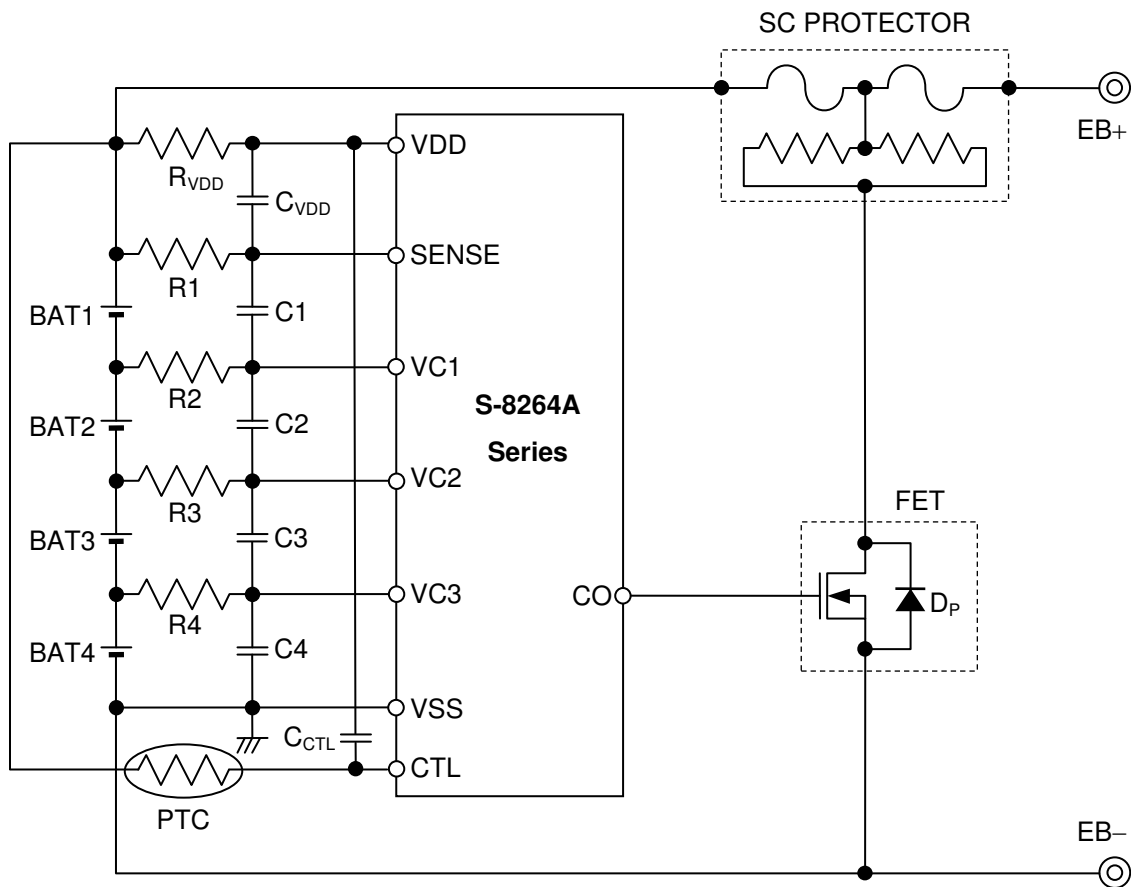 SC PROTECTOR
EB+
VDD
RVDD
CVDD
SENSE
R1
BAT1
C1
VC1
R2
S-8264A
Series
BAT2
C2
VC2
R3
FET
BAT3
C3
VC3
CO
DP
R4
BAT4
C4
VSS
CCTL
CTL
PTC
EB−